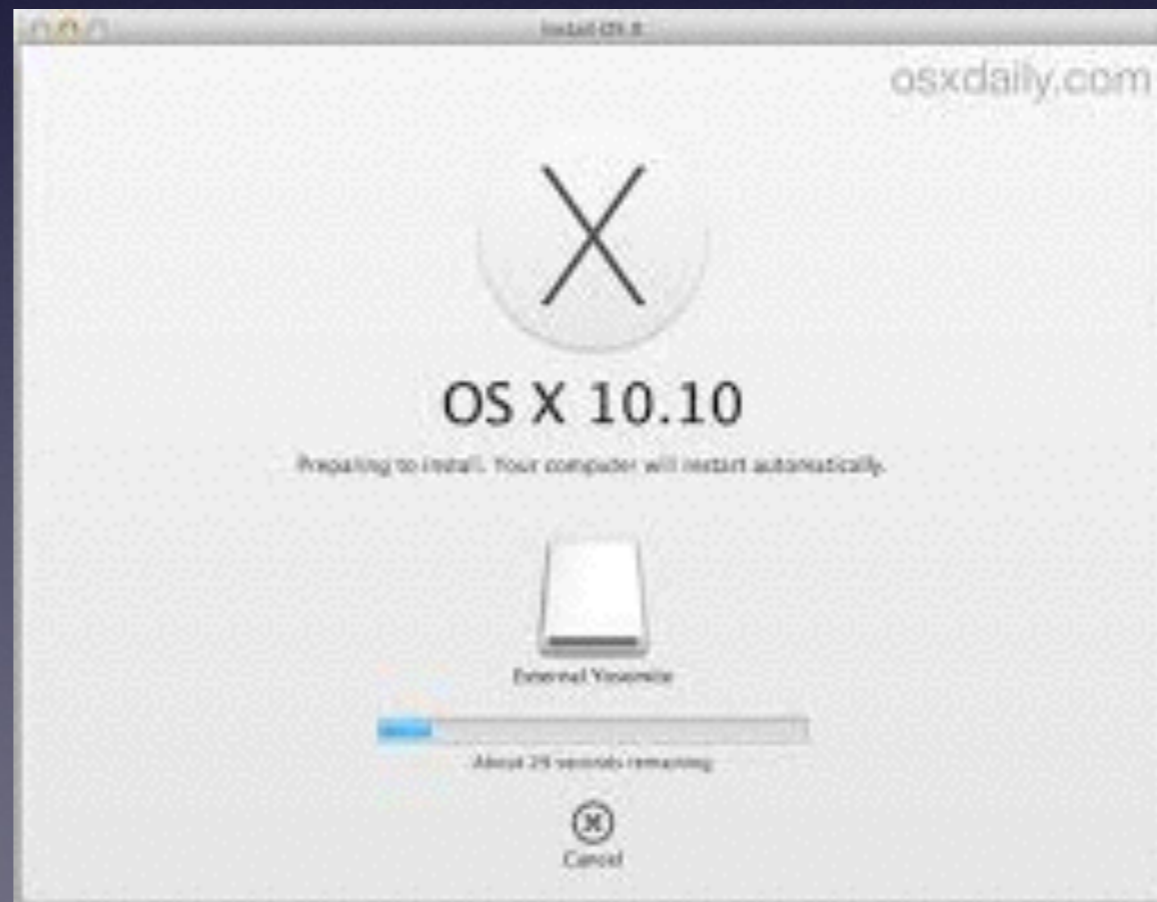 Install OS X
osxdaily.com
X
OS X 10.10
Preparing to install. Your computer will restart automatically.
External Yosemite
About 29 seconds remaining
Cancel